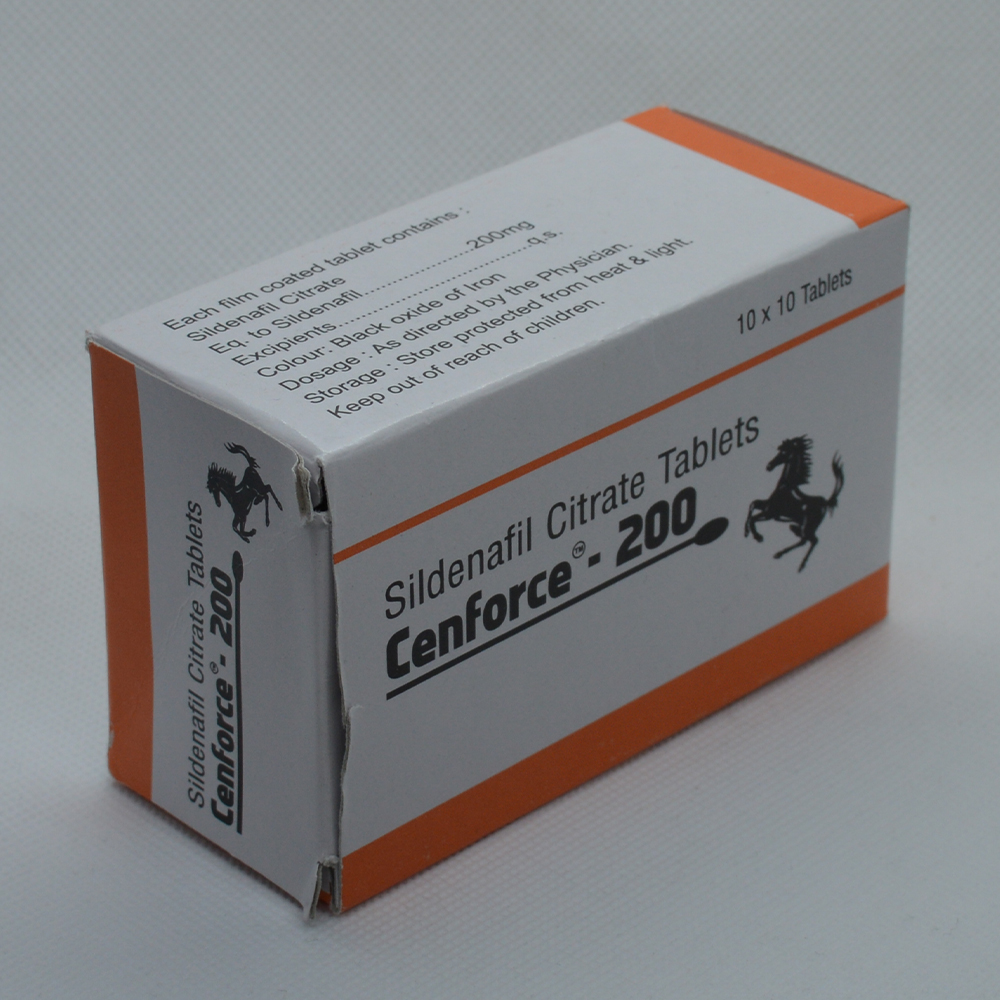 Each film coated tablet contains :
Sildenafil Citrate
Eq. to Sildenafil..........................200mg
Excipients......................................q.s.
Colour: Black oxide of Iron
Dosage : As directed by the Physician.
Storage : Store protected from heat & light.
Keep out of reach of children.
10 x 10 Tablets
Sildenafil Citrate Tablets
Cenforce™ - 200
Sildenafil Citrate Tablets
Cenforce® - 200